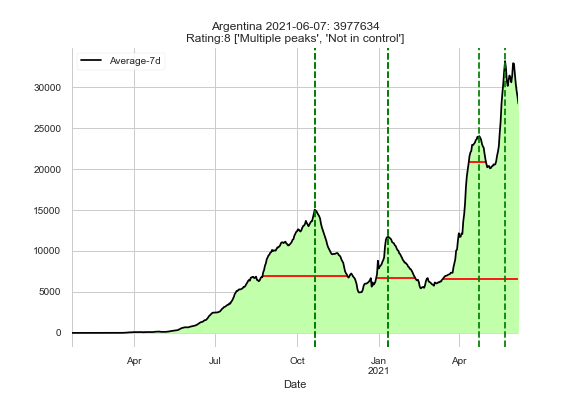 Argentina 2021-06-07: 3977634
Rating:8 ['Multiple peaks', 'Not in control']
Average-7d
30000
25000
20000
15000
10000
5000
0
Apr Jul Oct Jan Apr
2021
Date